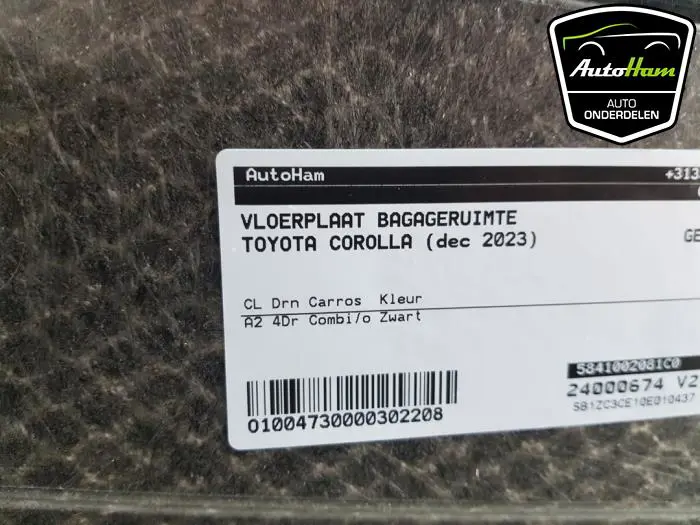 AutoHam
AUTO
ONDERDELEN
AutoHam +313
VLOERPLAAT BAGAGERUIMTE
TOYOTA COROLLA (dec 2023) GE
CL Drn Carros Kleur
A2 4Dr Combi/o Zwart
5841002081C0
24000674 V2
SB1ZC3CE10E010437
01004730000302208